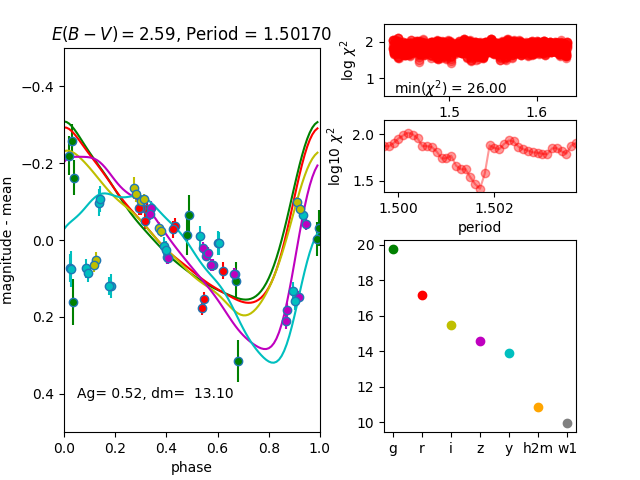 E(B − V) = 2.59, Period = 1.50170
magnitude - mean
−0.4
−0.2
0.0
0.2
0.4
Ag= 0.52, dm=  13.10
0.0 0.2 0.4 0.6 0.8 1.0
phase
log χ²
2
1
min(χ²) = 26.00
1.5 1.6
log10 χ²
2.0
1.5
1.500 1.502
period
20
18
16
14
12
10
g r i z y h2m w1